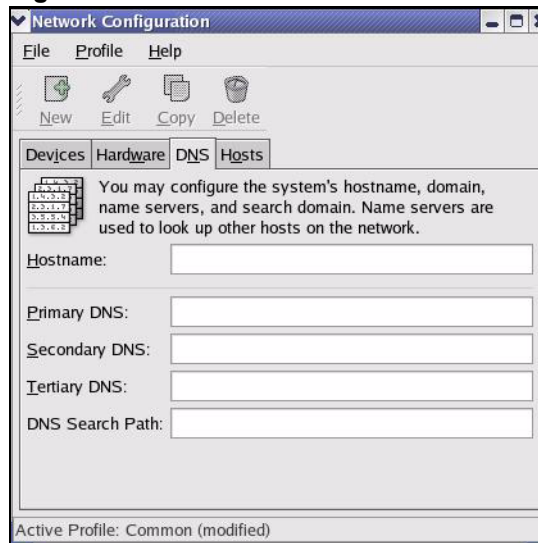 Network Configuration
File Profile Help
New Edit Copy Delete
Devices Hardware DNS Hosts
You may configure the system's hostname, domain,
name servers, and search domain. Name servers are
used to look up other hosts on the network.
Hostname:
Primary DNS:
Secondary DNS:
Tertiary DNS:
DNS Search Path:
Active Profile: Common (modified)